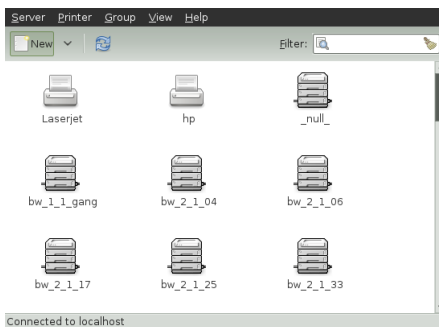 Server Printer Group View Help
New Filter:
Laserjet hp _null_
bw_1_1_gang bw_2_1_04 bw_2_1_06
bw_2_1_17 bw_2_1_25 bw_2_1_33
Connected to localhost